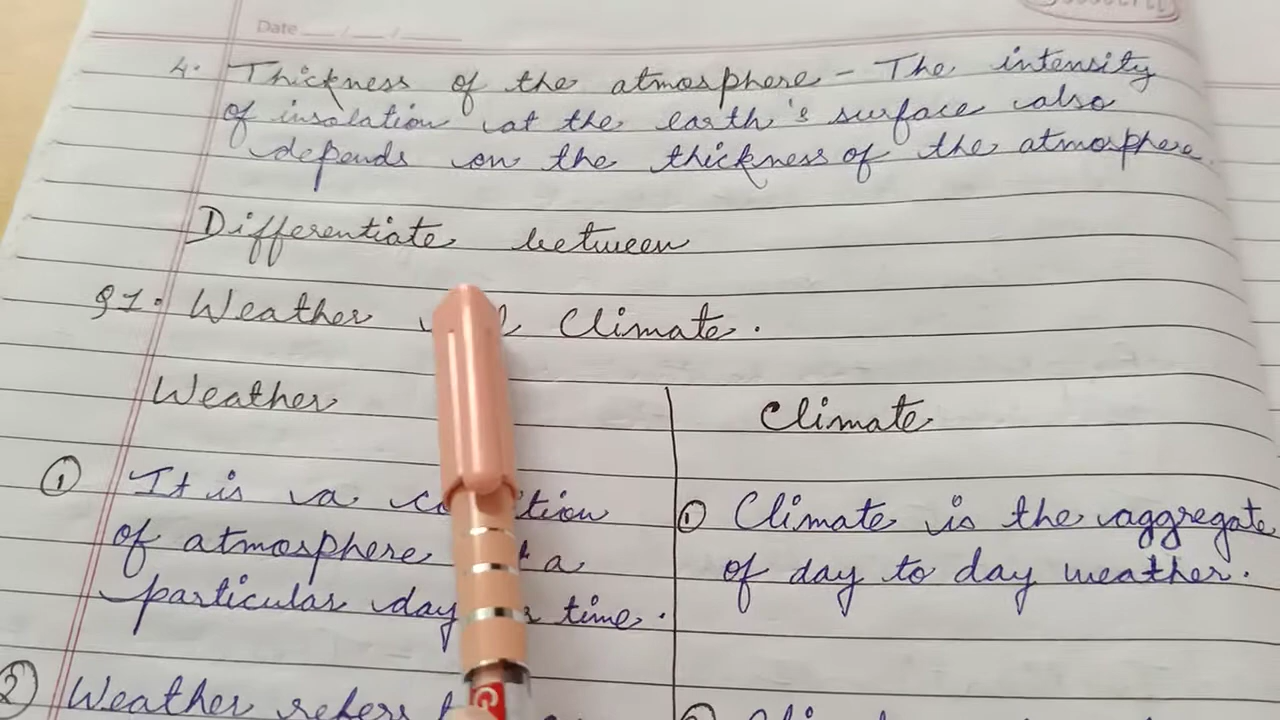 Date
4. Thickness of the atmosphere - The intensity
of insolation at the earth's surface also
depends on the thickness of the atmosphere.
Differentiate between
Q1. Weather Climate.
Weather
Climate
① It is a
of atmosphere a
particular day time.
① Climate is the aggregate
of day to day weather.
② Weather refers